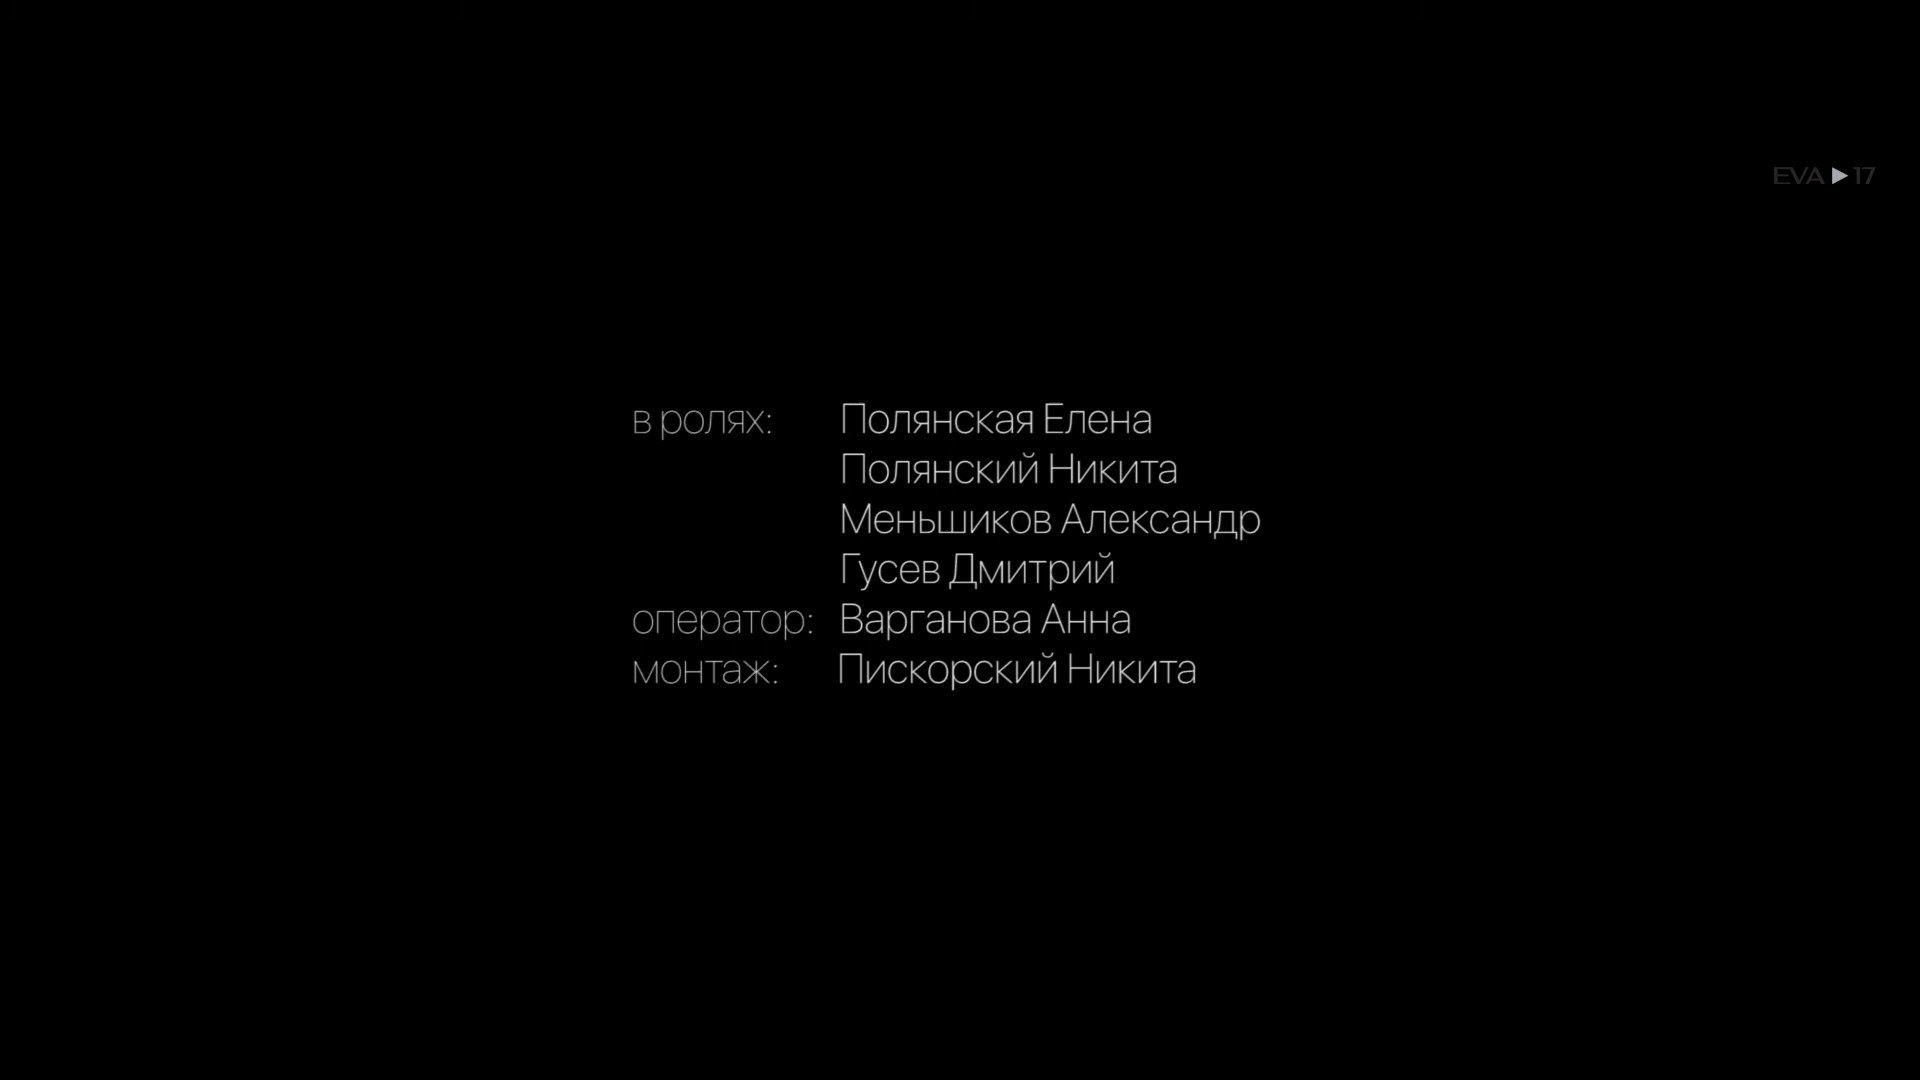 EVA 17
в ролях: Полянская Елена
Полянский Никита
Меньшиков Александр
Гусев Дмитрий
оператор: Варганова Анна
монтаж: Пискорский Никита